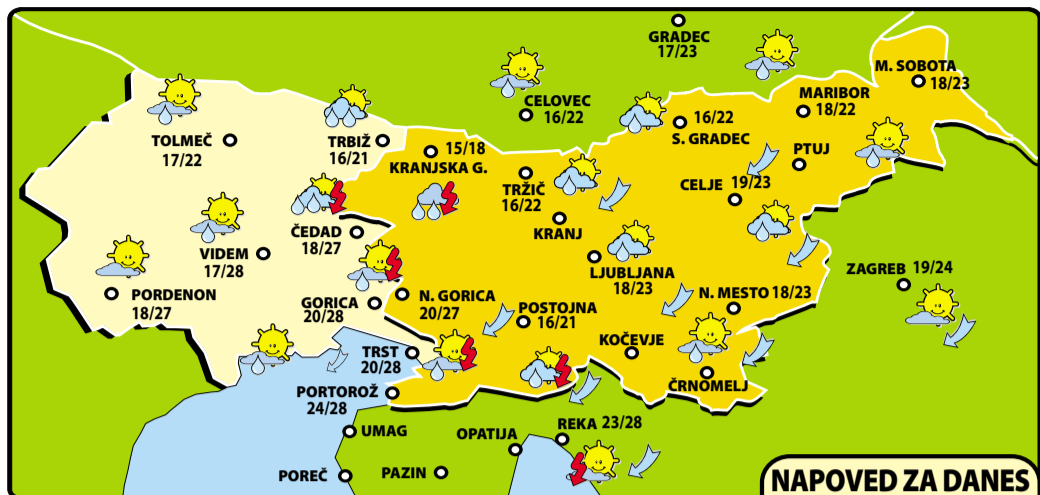 GRADEC
17/23
M. SOBOTA
18/23
CELOVEC
16/22
MARIBOR
18/22
16/22
S. GRADEC
TOLMEČ
17/22
TRBIŽ
16/21
15/18
KRANJSKA G.
PTUJ
TRŽIČ
16/22
CELJE 19/23
KRANJ
ČEDAD
18/27
VIDEM
17/28
LJUBLJANA
18/23
ZAGREB 19/24
PORDENON
18/27
GORICA
20/28
N. GORICA
20/27
POSTOJNA
16/21
N. MESTO 18/23
KOČEVJE
TRST
20/28
ČRNOMELJ
PORTOROŽ
24/28
UMAG
OPATIJA
REKA 23/28
POREČ
PAZIN
NAPOVED ZA DANES